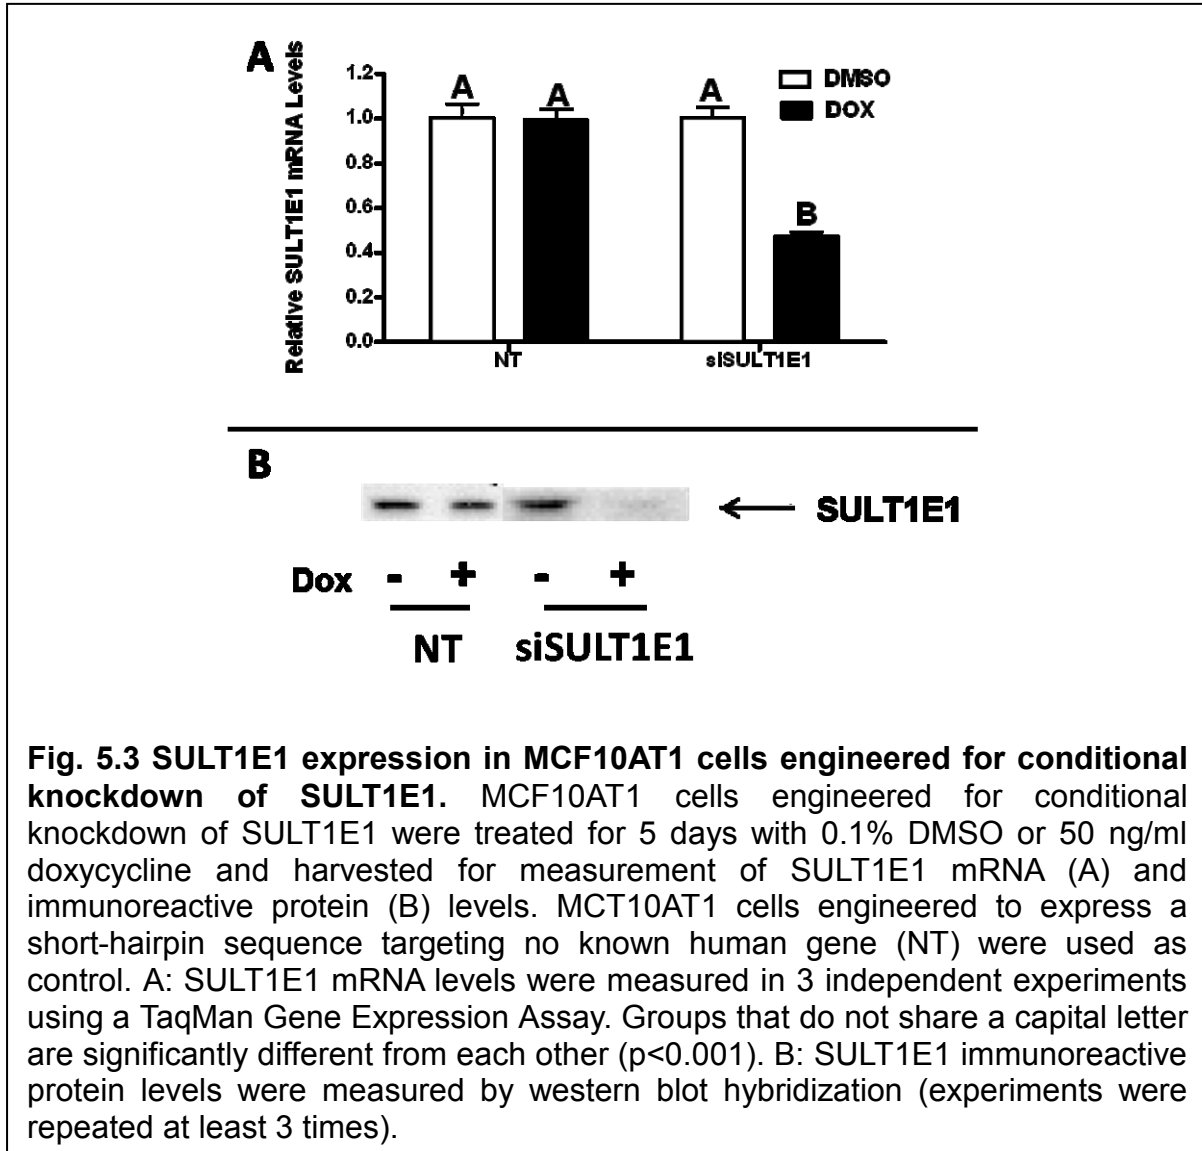 A
Relative SULT1E1 mRNA Levels
1.2
1.0
0.8
0.6
0.4
0.2
0.0
A
A
A
B
DMSO
DOX
NT
siSULT1E1
B
SULT1E1
Dox - + - +
NT siSULT1E1
Fig. 5.3 SULT1E1 expression in MCF10AT1 cells engineered for conditional
knockdown of SULT1E1. MCF10AT1 cells engineered for conditional
knockdown of SULT1E1 were treated for 5 days with 0.1% DMSO or 50 ng/ml
doxycycline and harvested for measurement of SULT1E1 mRNA (A) and
immunoreactive protein (B) levels. MCT10AT1 cells engineered to express a
short-hairpin sequence targeting no known human gene (NT) were used as
control. A: SULT1E1 mRNA levels were measured in 3 independent experiments
using a TaqMan Gene Expression Assay. Groups that do not share a capital letter
are significantly different from each other (p<0.001). B: SULT1E1 immunoreactive
protein levels were measured by western blot hybridization (experiments were
repeated at least 3 times).